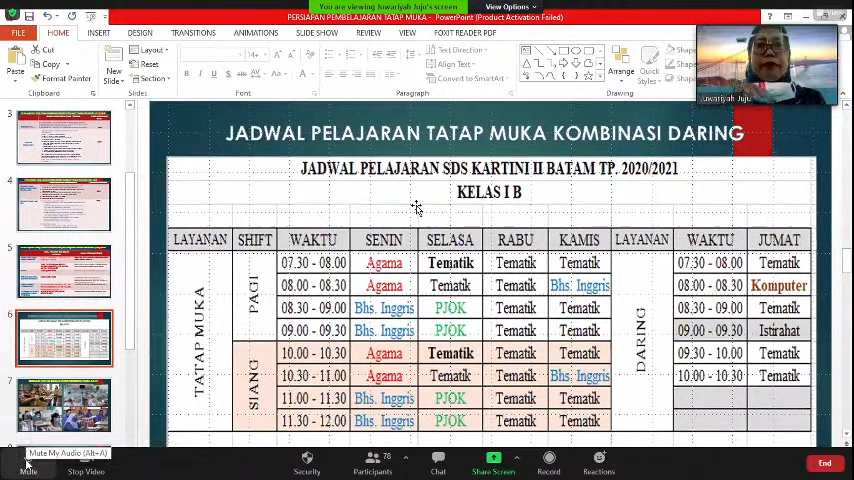 You are viewing Juwariyah Juju's screen
View Options
PERSIAPAN PEMBELAJARAN TATAP MUKA - PowerPoint (Product Activation Failed)
FILE HOME INSERT DESIGN TRANSITIONS ANIMATIONS SLIDE SHOW REVIEW VIEW FOXIT READER PDF
Paste
Cut
Copy
Format Painter
Clipboard
New Slide
Layout
Reset
Section
Slides
Font
Text Direction
Align Text
Convert to SmartArt
Paragraph
Arrange
Quick Styles
Drawing
Juwariyah Juju
3
4
5
6
7
JADWAL PELAJARAN TATAP MUKA KOMBINASI DARING
JADWAL PELAJARAN SDS KARTINI II BATAM TP. 2020/2021
KELAS I B
LAYANAN SHIFT WAKTU SENIN SELASA RABU KAMIS LAYANAN WAKTU JUMAT
TATAP MUKA
PAGI
07.30 - 08.00 Agama Tematik Tematik Tematik 07.30 - 08.00 Tematik
08.00 - 08.30 Agama Tematik Tematik Bhs. Inggris 08.00 - 08.30 Komputer
08.30 - 09.00 Bhs. Inggris PJOK Tematik Tematik 08.30 - 09.00 Tematik
09.00 - 09.30 Bhs. Inggris PJOK Tematik Tematik 09.00 - 09.30 Istirahat
SIANG
DARING
10.00 - 10.30 Agama Tematik Tematik Tematik 09.30 - 10.00 Tematik
10.30 - 11.00 Agama Tematik Tematik Bhs. Inggris 10.00 - 10.30 Tematik
11.00 - 11.30 Bhs. Inggris PJOK Tematik Tematik
11.30 - 12.00 Bhs. Inggris PJOK Tematik Tematik
Mute My Audio (Alt+A)
Mute
Stop Video
Security
Participants 78
Chat
Share Screen
Record
Reactions
End